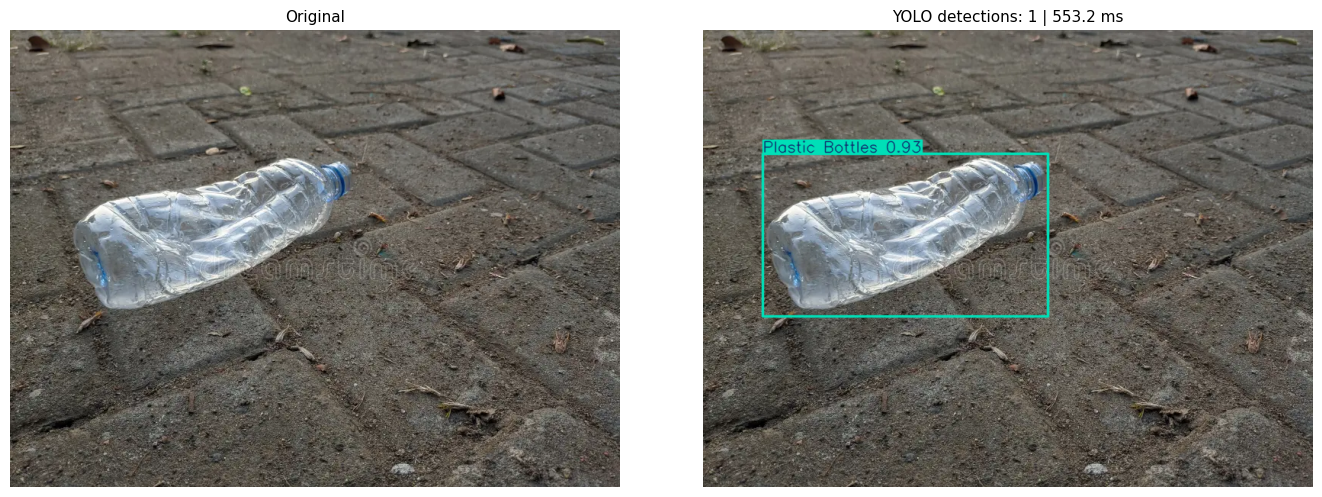 Original
YOLO detections: 1 | 553.2 ms
Plastic Bottles 0.93